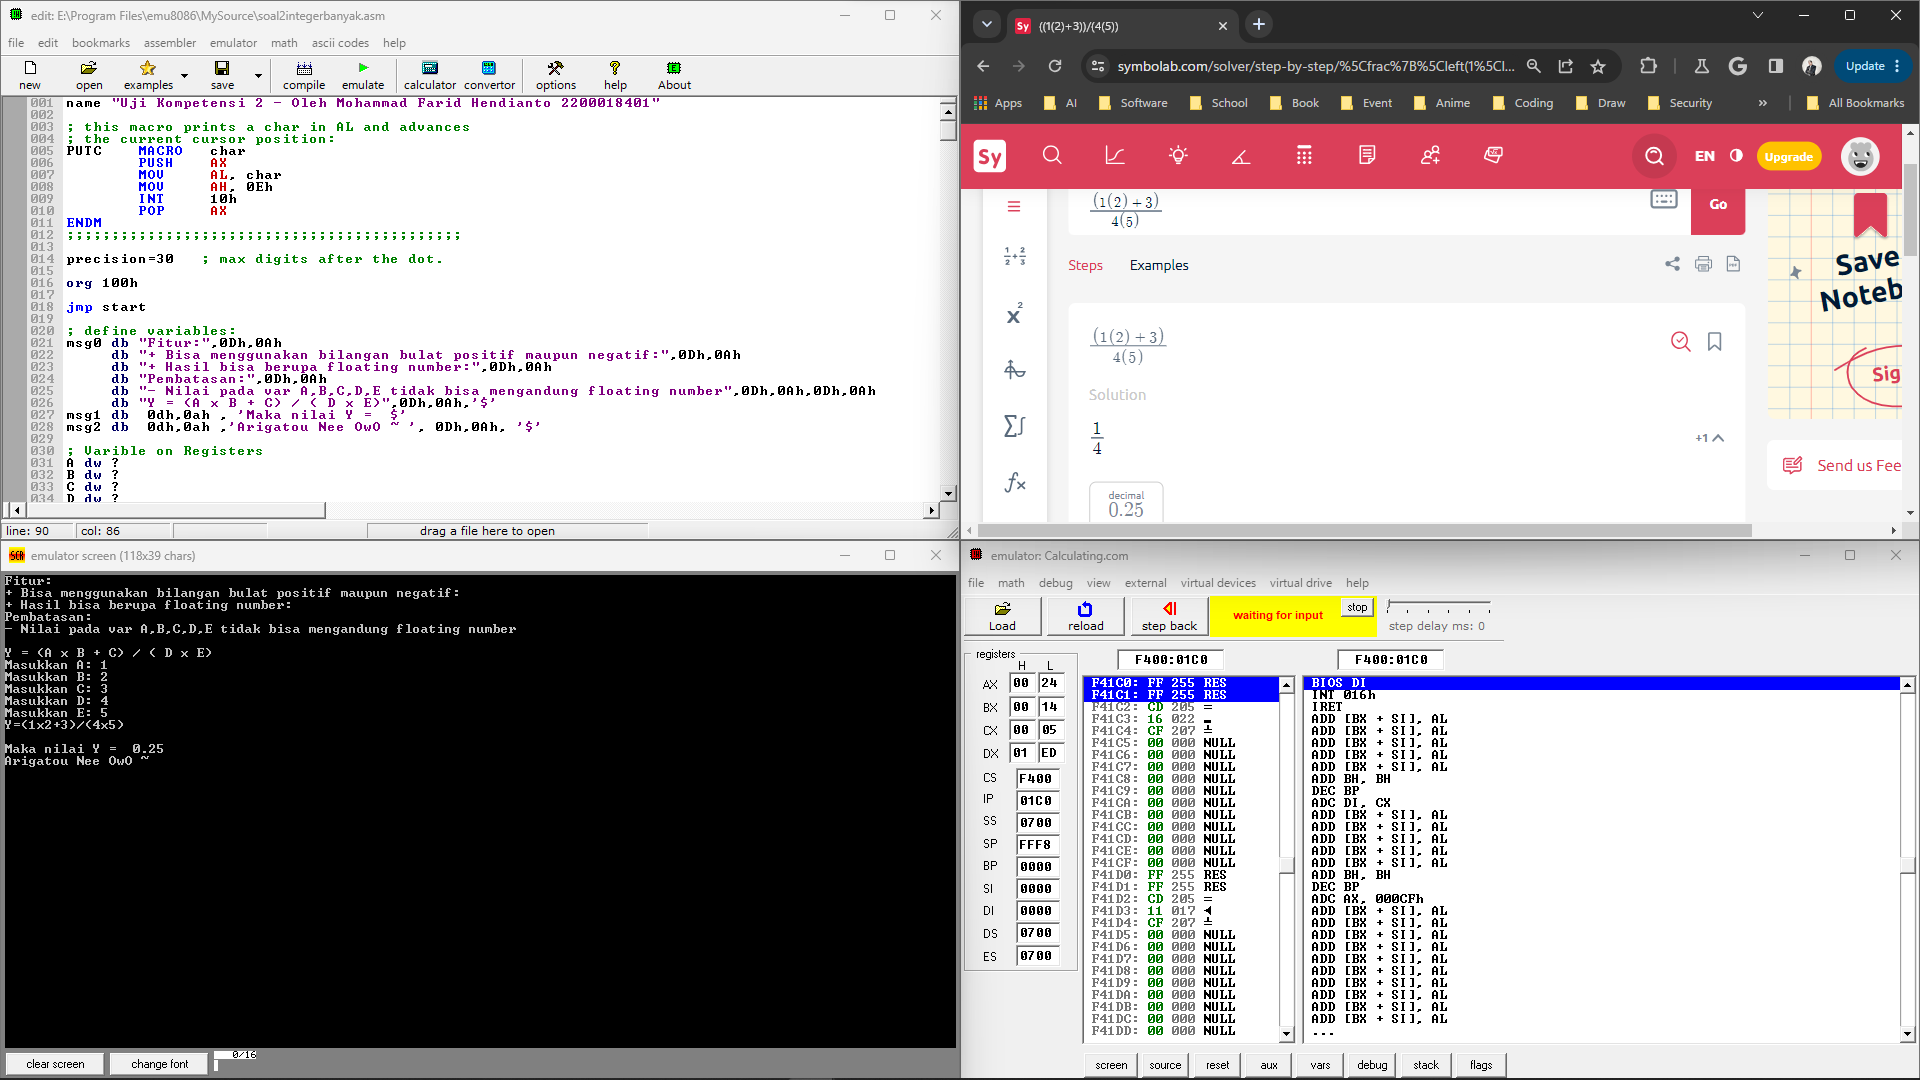 edit: E:\Program Files\emu8086\MySource\soal2integerbanyak.asm
file edit bookmarks assembler emulator math ascii codes help
new open examples save compile emulate calculator convertor options help About
001 name "Uji Kompetensi 2 - Oleh Mohammad Farid Hendianto 2200018401"
002
003 ; this macro prints a char in AL and advances
004 ; the current cursor position:
005 PUTC MACRO char
006 PUSH AX
007 MOV AL, char
008 MOV AH, 0Eh
009 INT 10h
010 POP AX
011 ENDM
012 ;;;;;;;;;;;;;;;;;;;;;;;;;;;;;;;;;;;;;;;;;;;;
013
014 precision=30 ; max digits after the dot.
015
016 org 100h
017
018 jmp start
019
020 ; define variables:
021 msg0 db "Fitur:",0Dh,0Ah
022 db "+ Bisa menggunakan bilangan bulat positif maupun negatif:",0Dh,0Ah
023 db "+ Hasil bisa berupa floating number:",0Dh,0Ah
024 db "Pembatasan:",0Dh,0Ah
025 db "- Nilai pada var A,B,C,D,E tidak bisa mengandung floating number",0Dh,0Ah,0Dh,0Ah
026 db "Y = (A x B + C) / ( D x E)",0Dh,0Ah,'$'
027 msg1 db 0dh,0ah , 'Maka nilai Y = $'
028 msg2 db 0dh,0ah ,'Arigatou Nee OwO ~ ', 0Dh,0Ah, '$'
029
030 ; Varible on Registers
031 A dw ?
032 B dw ?
033 C dw ?
034 D dw ?
line: 90 col: 86 drag a file here to open
((1(2)+3))/(4(5))
symbolab.com/solver/step-by-step/%5Cfrac%7B%5Cleft(1%5Cl... Update
Apps AI Software School Book Event Anime Coding Draw Security » All Bookmarks
Sy EN Upgrade
(1(2) + 3)
4(5)
Go
Steps Examples
(1(2) + 3)
4(5)
Solution
1
4
+1
decimal
0.25
Save
Noteb
Sig
Send us Fee
emulator screen (118x39 chars)
Fitur:
+ Bisa menggunakan bilangan bulat positif maupun negatif:
+ Hasil bisa berupa floating number:
Pembatasan:
- Nilai pada var A,B,C,D,E tidak bisa mengandung floating number
Y = (A x B + C) / ( D x E)
Masukkan A: 1
Masukkan B: 2
Masukkan C: 3
Masukkan D: 4
Masukkan E: 5
Y=(1x2+3)/(4x5)
Maka nilai Y = 0.25
Arigatou Nee OwO ~
clear screen change font 0/16
emulator: Calculating.com
file math debug view external virtual devices virtual drive help
Load reload step back waiting for input stop step delay ms: 0
registers F400:01C0 F400:01C0
H L
AX 00 24
BX 00 14
CX 00 05
DX 01 ED
CS F400
IP 01C0
SS 0700
SP FFF8
BP 0000
SI 0000
DI 0000
DS 0700
ES 0700
F41C0: FF 255 RES
F41C1: FF 255 RES
F41C2: CD 205 =
F41C3: 16 022 ▬
F41C4: CF 207 ╧
F41C5: 00 000 NULL
F41C6: 00 000 NULL
F41C7: 00 000 NULL
F41C8: 00 000 NULL
F41C9: 00 000 NULL
F41CA: 00 000 NULL
F41CB: 00 000 NULL
F41CC: 00 000 NULL
F41CD: 00 000 NULL
F41CE: 00 000 NULL
F41CF: 00 000 NULL
F41D0: FF 255 RES
F41D1: FF 255 RES
F41D2: CD 205 =
F41D3: 11 017 ◄
F41D4: CF 207 ╧
F41D5: 00 000 NULL
F41D6: 00 000 NULL
F41D7: 00 000 NULL
F41D8: 00 000 NULL
F41D9: 00 000 NULL
F41DA: 00 000 NULL
F41DB: 00 000 NULL
F41DC: 00 000 NULL
F41DD: 00 000 NULL
BIOS DI
INT 016h
IRET
ADD [BX + SI], AL
ADD [BX + SI], AL
ADD [BX + SI], AL
ADD [BX + SI], AL
ADD [BX + SI], AL
ADD BH, BH
DEC BP
ADC DI, CX
ADD [BX + SI], AL
ADD [BX + SI], AL
ADD [BX + SI], AL
ADD [BX + SI], AL
ADD [BX + SI], AL
ADD BH, BH
DEC BP
ADC AX, 000CFh
ADD [BX + SI], AL
ADD [BX + SI], AL
ADD [BX + SI], AL
ADD [BX + SI], AL
ADD [BX + SI], AL
ADD [BX + SI], AL
ADD [BX + SI], AL
ADD [BX + SI], AL
ADD [BX + SI], AL
ADD [BX + SI], AL
...
screen source reset aux vars debug stack flags